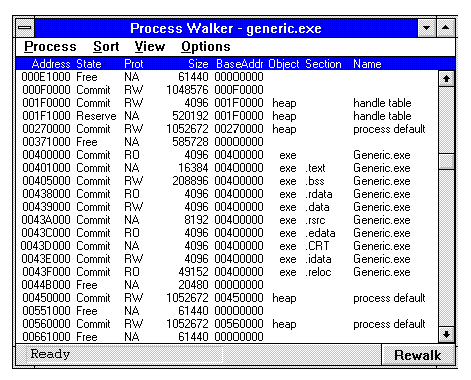 Process Walker - generic.exe
Process Sort View Options
Address State Prot Size BaseAddr Object Section Name
000E1000 Free NA 61440 00000000
000F0000 Commit RW 1048576 000F0000
001F0000 Commit RW 4096 001F0000 heap handle table
001F1000 Reserve NA 520192 001F0000 heap handle table
00270000 Commit RW 1052672 00270000 heap process default
00371000 Free NA 585728 00000000
00400000 Commit RO 4096 00400000 exe Generic.exe
00401000 Commit NA 16384 00400000 exe .text Generic.exe
00405000 Commit RW 208896 00400000 exe .bss Generic.exe
00438000 Commit RO 4096 00400000 exe .rdata Generic.exe
00439000 Commit RW 4096 00400000 exe .data Generic.exe
0043A000 Commit NA 8192 00400000 exe .rsrc Generic.exe
0043C000 Commit RO 4096 00400000 exe .edata Generic.exe
0043D000 Commit NA 4096 00400000 exe .CRT Generic.exe
0043E000 Commit RW 4096 00400000 exe .idata Generic.exe
0043F000 Commit RO 49152 00400000 exe .reloc Generic.exe
0044B000 Free NA 20480 00000000
00450000 Commit RW 1052672 00450000 heap process default
00551000 Free NA 61440 00000000
00560000 Commit RW 1052672 00560000 heap process default
00661000 Free NA 61440 00000000
Ready Rewalk